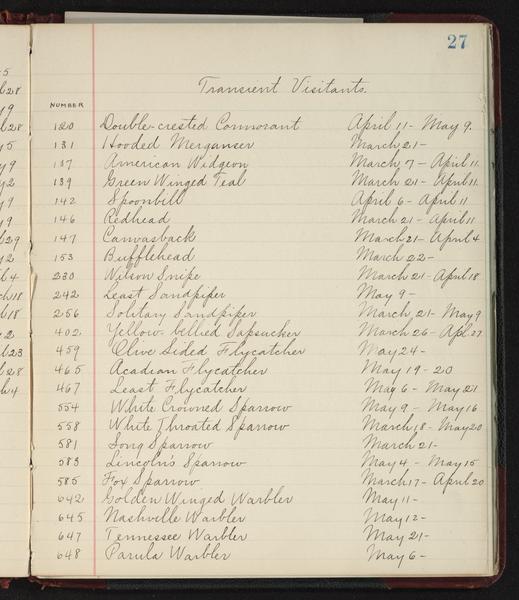 27
Transient Visitants.
NUMBER
120 Double-crested Cormorant April 11 - May 9.
131 Hooded Merganser March 21 -
137 American Widgeon March 7 - April 11.
139 Green Winged Teal March 21 - April 11.
142 Spoonbill April 6 - April 11
146 Redhead March 21 - April 11
147 Canvasback March 21 - April 4
153 Bufflehead March 22 -
230 Wilson Snipe March 21 - April 18
242 Least Sandpifer May 9 -
256 Solitary Sandpifer March, 21 - May 9
402 Yellow-bellied Sapsucker March 26 - Apl. 27
459 Olive Sided Flycatcher May 24 -
465 Acadian Flycatcher May 19 - 20
467 Least Flycatcher May 6 - May 21
554 White Crowned Sparrow May 9 - May 16
558 White Throated Sparrow March 18 - May 20
581 Song Sparrow March 21 -
583 Lincoln's Sparrow May 4 - May 15
585 Fox Sparrow March 17 - April 20
642 Golden Winged Warbler May 11 -
645 Nashville Warbler May 12 -
647 Tennessee Warbler May 21 -
648 Parula Warbler May 6 -